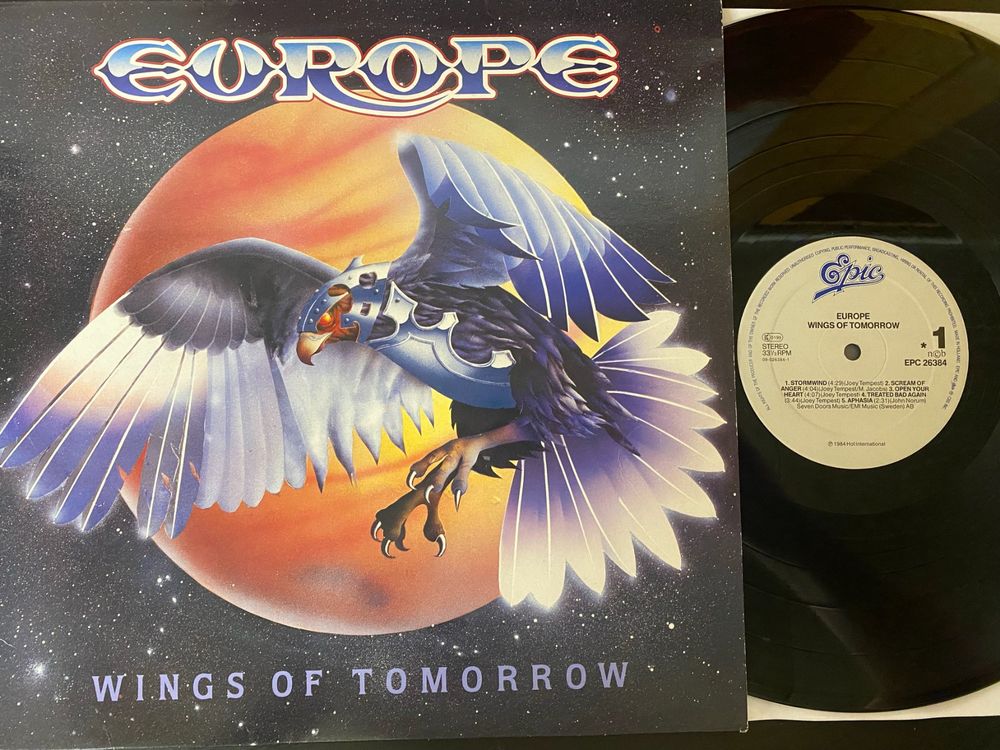 EUROPE
WINGS OF TOMORROW
Epic
EUROPE
WINGS OF TOMORROW
STEREO
33⅓ RPM
08-026384-1
* 1
n©b
EPC 26384
1. STORMWIND (4:29)(Joey Tempest) 2. SCREAM OF
ANGER (4:04)(Joey Tempest/M. Jacobs) 3. OPEN YOUR
HEART (4:07)(Joey Tempest) 4. TREATED BAD AGAIN
(3:44)(Joey Tempest) 5. APHASIA (2:31)(John Norum)
Seven Doors Music/EMI Music (Sweden) AB
℗ 1984 Hot International